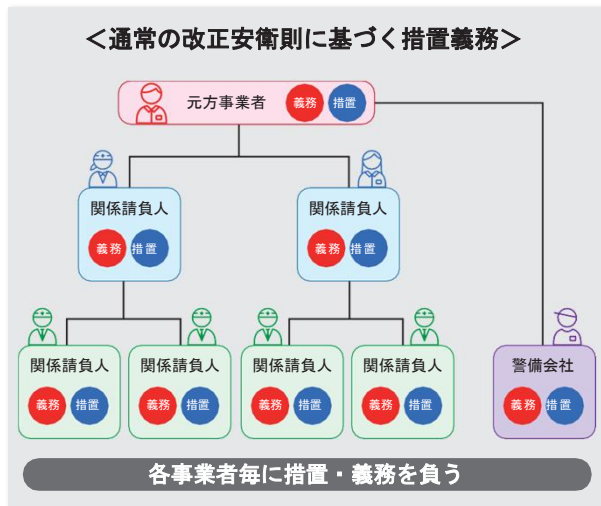 ＜通常の改正安衛則に基づく措置義務＞
元方事業者 義務 措置
関係請負人 関係請負人
義務 措置 義務 措置
関係請負人 関係請負人 関係請負人 関係請負人 警備会社
義務 措置 義務 措置 義務 措置 義務 措置 義務 措置
各事業者毎に措置・義務を負う